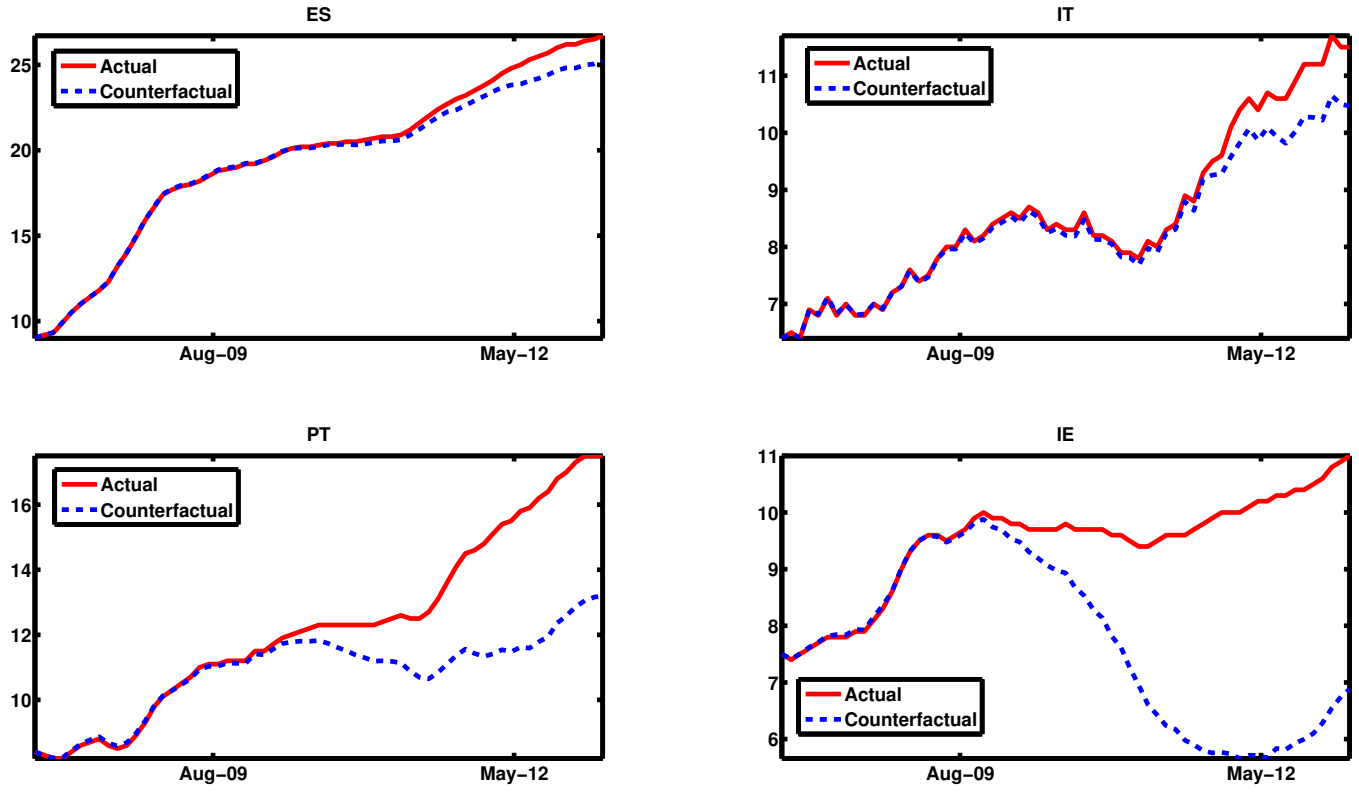 ES
25
20
15
10
Actual
Counterfactual
Aug–09
May–12
IT
11
10
9
8
7
Actual
Counterfactual
Aug–09
May–12
PT
16
14
12
10
Actual
Counterfactual
Aug–09
May–12
IE
11
10
9
8
7
6
Actual
Counterfactual
Aug–09
May–12